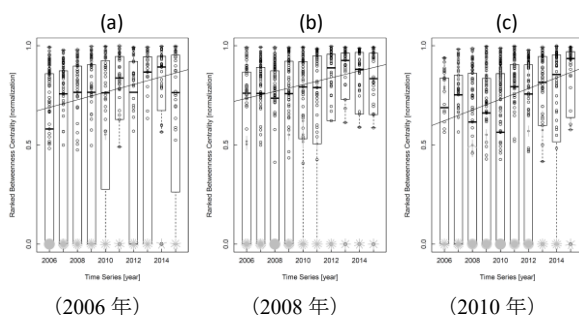 (a) (b) (c)
Ranked Betweenness Centrality [normalization]
1.0
0.5
0.0
2006 2008 2010 2012 2014
Time Series [year]
Ranked Betweenness Centrality [normalization]
1.0
0.5
0.0
2006 2008 2010 2012 2014
Time Series [year]
Ranked Betweenness Centrality [normalization]
1.0
0.5
0.0
2006 2008 2010 2012 2014
Time Series [year]
(2006 年) (2008 年) (2010 年)